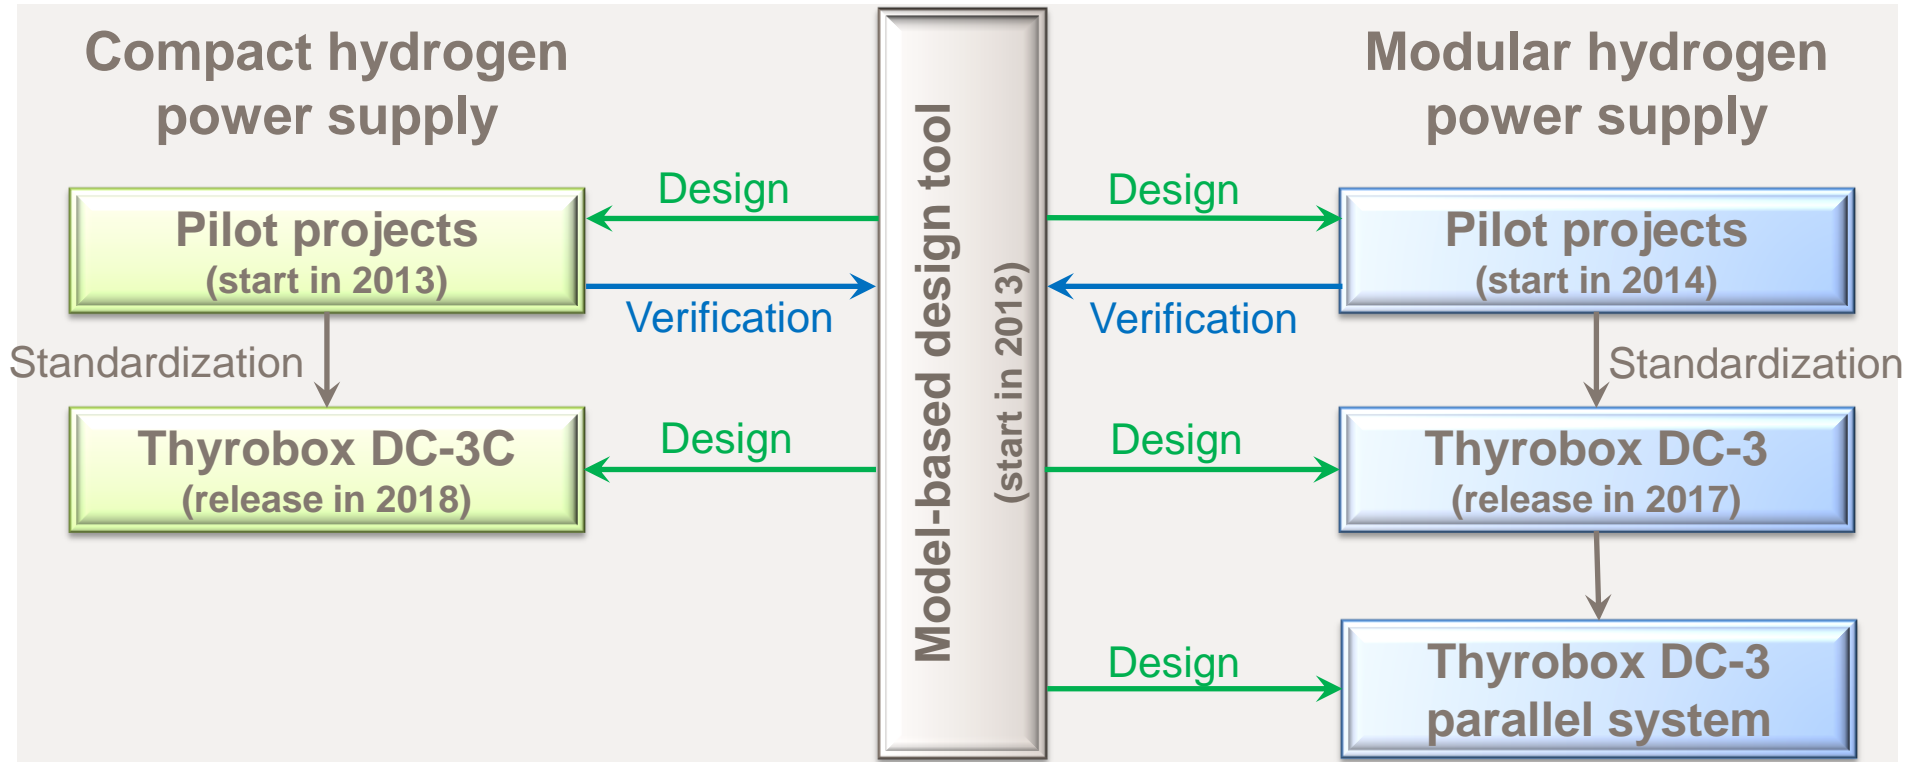 Compact hydrogen
power supply
Design
Pilot projects
(start in 2013)
Verification
Standardization
Thyrobox DC-3C
(release in 2018)
Design
Model-based design tool
(start in 2013)
Modular hydrogen
power supply
Design
Pilot projects
(start in 2014)
Verification
Standardization
Design
Thyrobox DC-3
(release in 2017)
Design
Thyrobox DC-3
parallel system